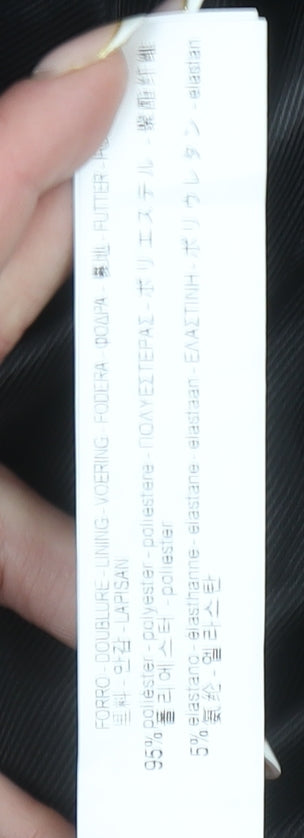 FORRO - DOUBLURE - LINING - VOERING - FODERA - ΦΟΔΡΑ - 裏地 - FUTTER -
里料 - 안감 - LAPISAN
95% poliéster - polyester - poliestere - ΠΟΛΥΕΣΤΕΡΑΣ - ポリエステル - 聚酯纤维
폴리에스터 - poliester
5% elastano - elasthanne - elastane - elastaan - ΕΛΑΣΤΙΝΗ - ポリウレタン - elastan
氨纶 - 엘라스탄